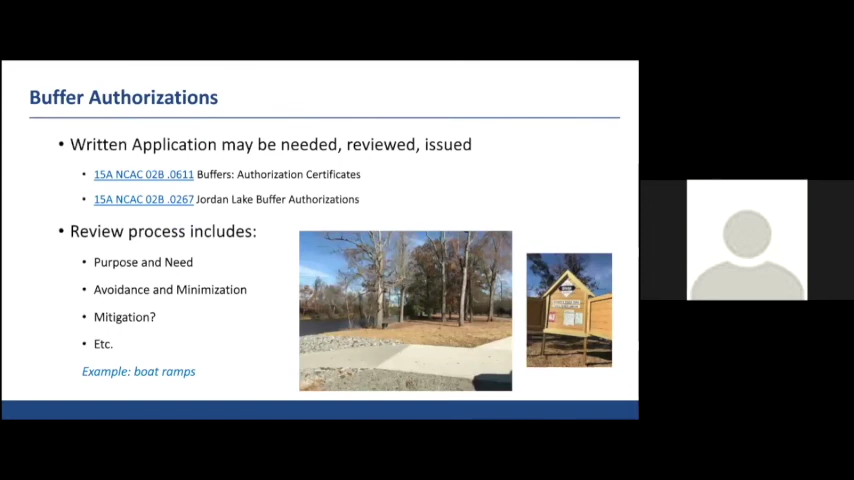 Buffer Authorizations
• Written Application may be needed, reviewed, issued
• 15A NCAC 02B .0611 Buffers: Authorization Certificates
• 15A NCAC 02B .0267 Jordan Lake Buffer Authorizations
• Review process includes:
• Purpose and Need
• Avoidance and Minimization
• Mitigation?
• Etc.
Example: boat ramps